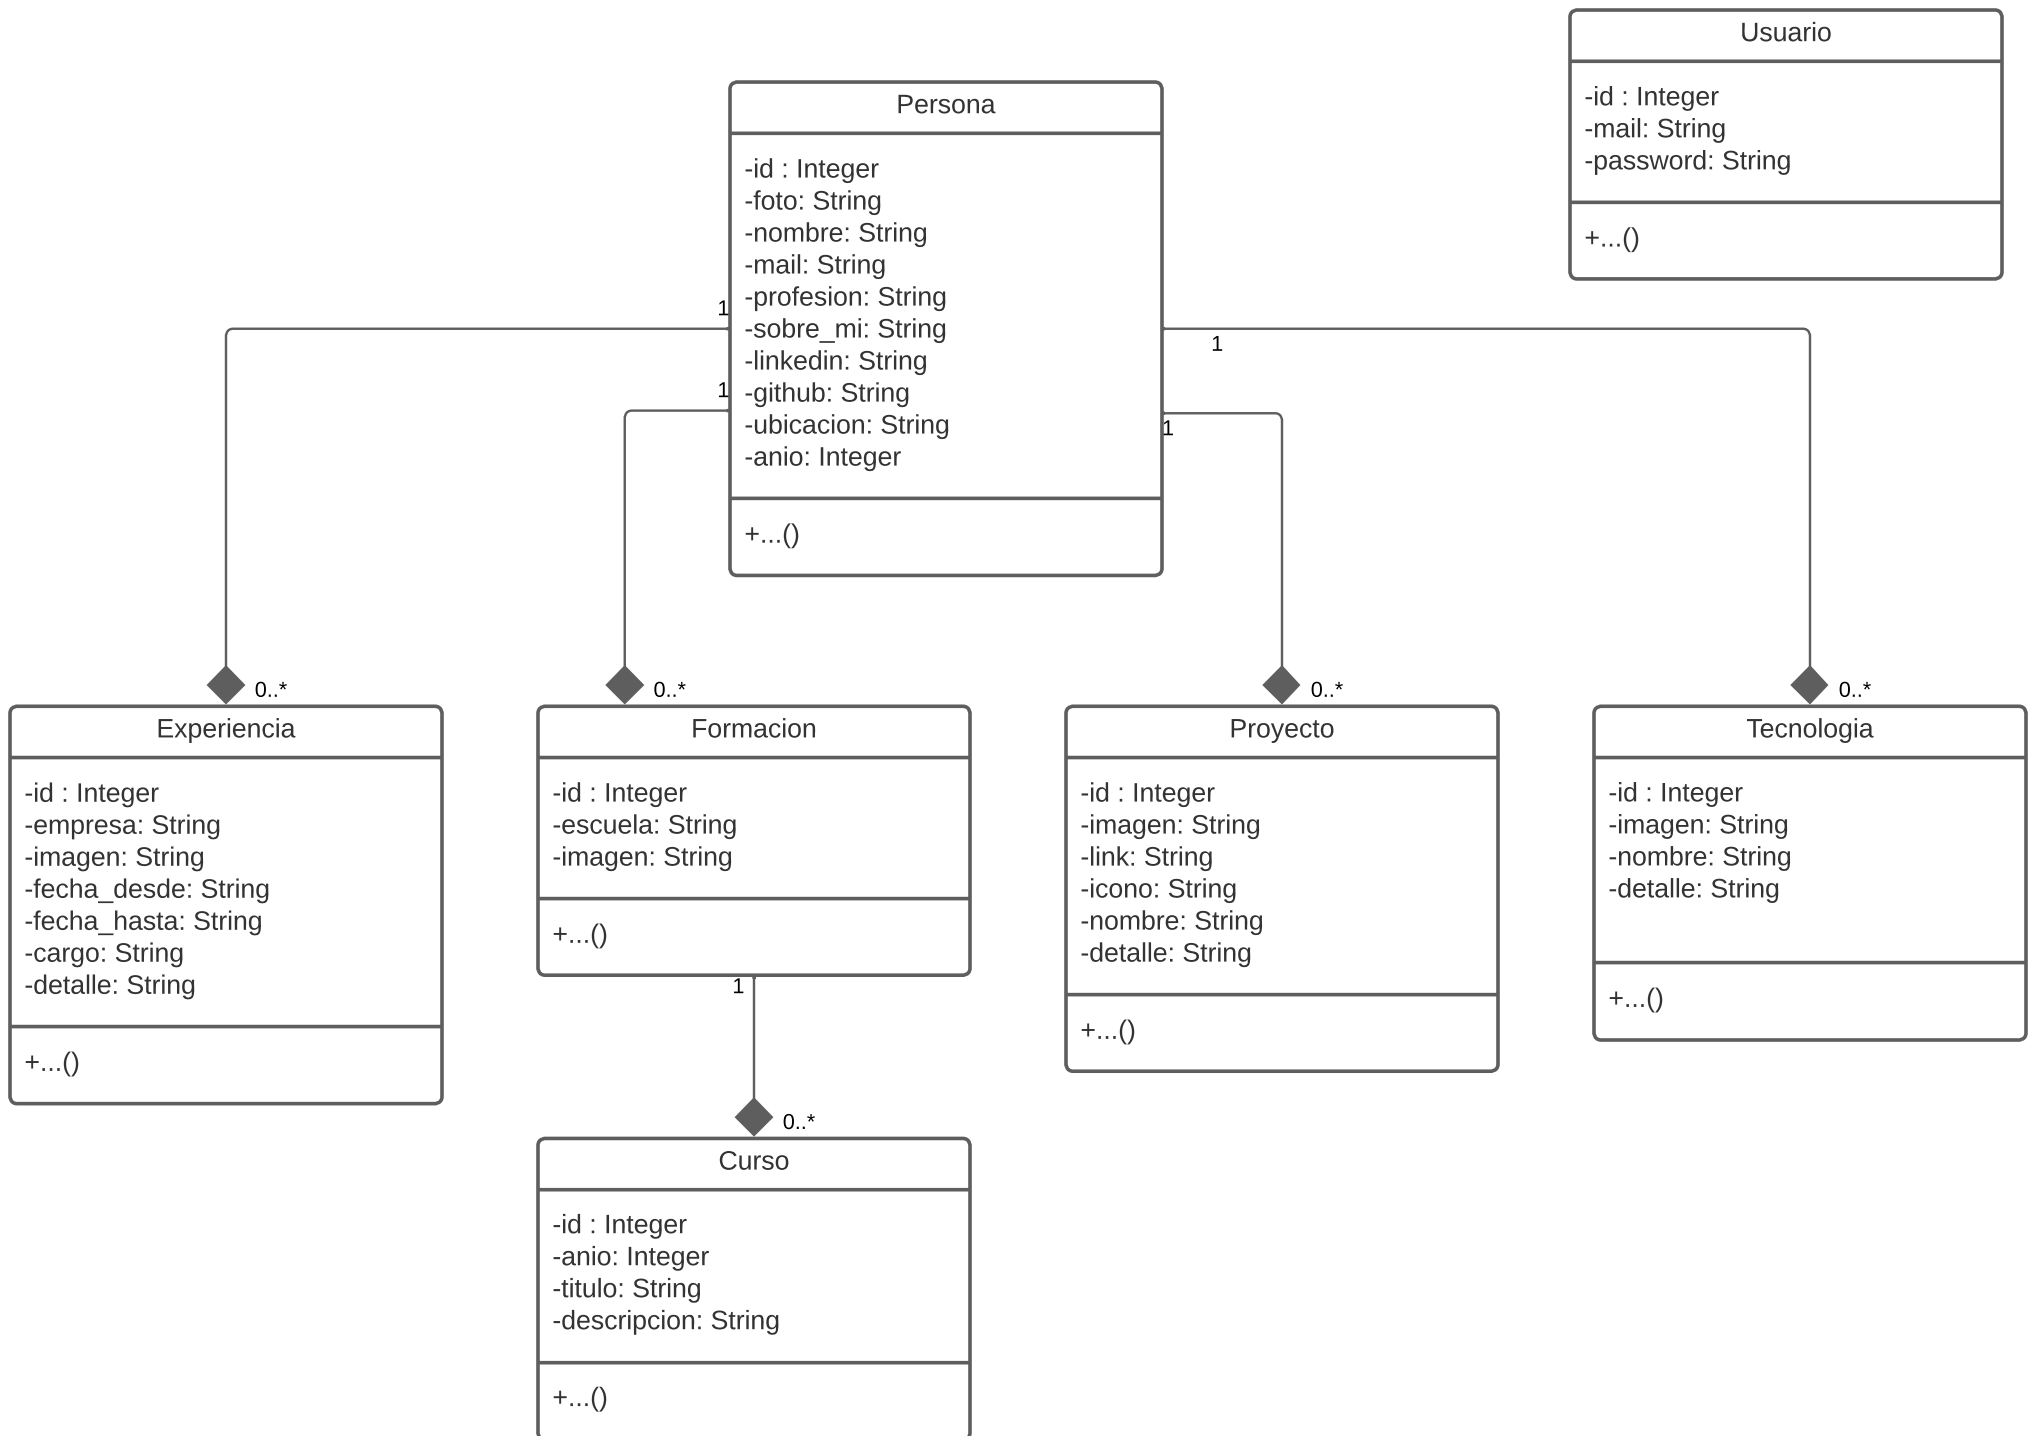 Usuario
-id : Integer
-mail: String
-password: String
+...()
Persona
-id : Integer
-foto: String
-nombre: String
-mail: String
-profesion: String
-sobre_mi: String
-linkedin: String
-github: String
-ubicacion: String
-anio: Integer
+...()
1
1
1
1
0..*
0..*
0..*
0..*
Experiencia
-id : Integer
-empresa: String
-imagen: String
-fecha_desde: String
-fecha_hasta: String
-cargo: String
-detalle: String
+...()
Formacion
-id : Integer
-escuela: String
-imagen: String
+...()
Proyecto
-id : Integer
-imagen: String
-link: String
-icono: String
-nombre: String
-detalle: String
+...()
Tecnologia
-id : Integer
-imagen: String
-nombre: String
-detalle: String
+...()
1
0..*
Curso
-id : Integer
-anio: Integer
-titulo: String
-descripcion: String
+...()